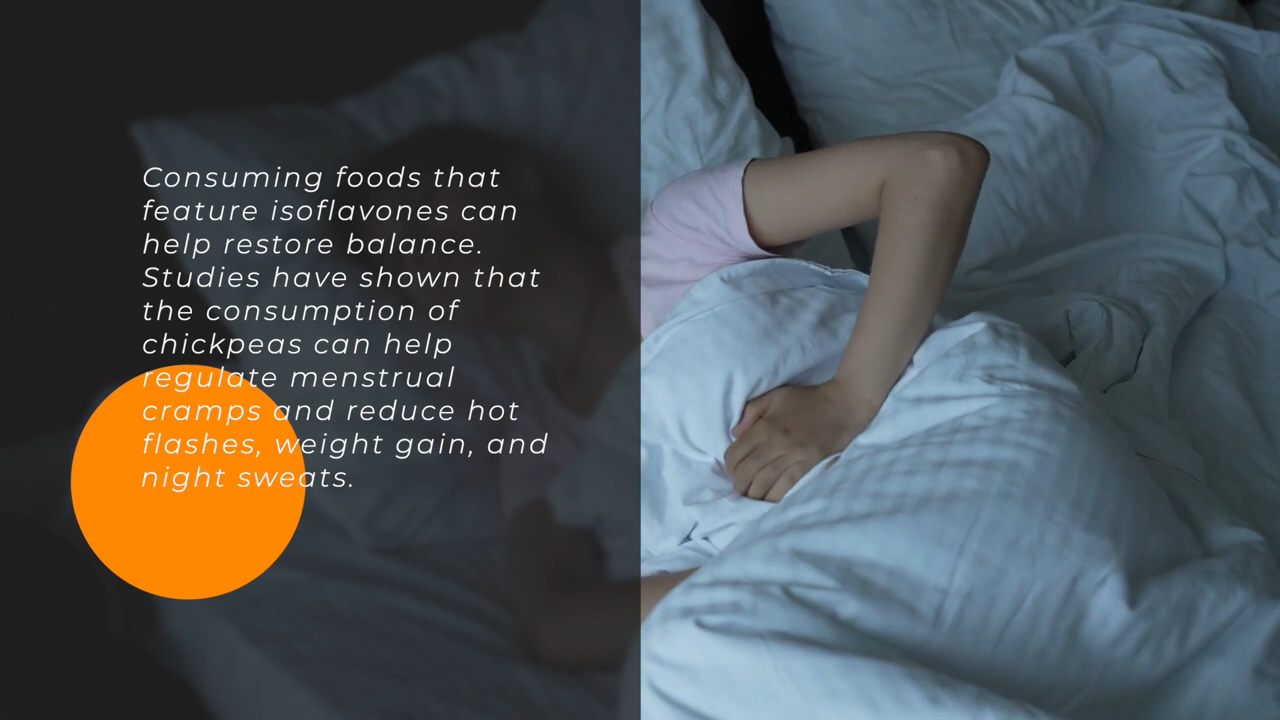 Consuming foods that
feature isoflavones can
help restore balance.
Studies have shown that
the consumption of
chickpeas can help
regulate menstrual
cramps and reduce hot
flashes, weight gain, and
night sweats.